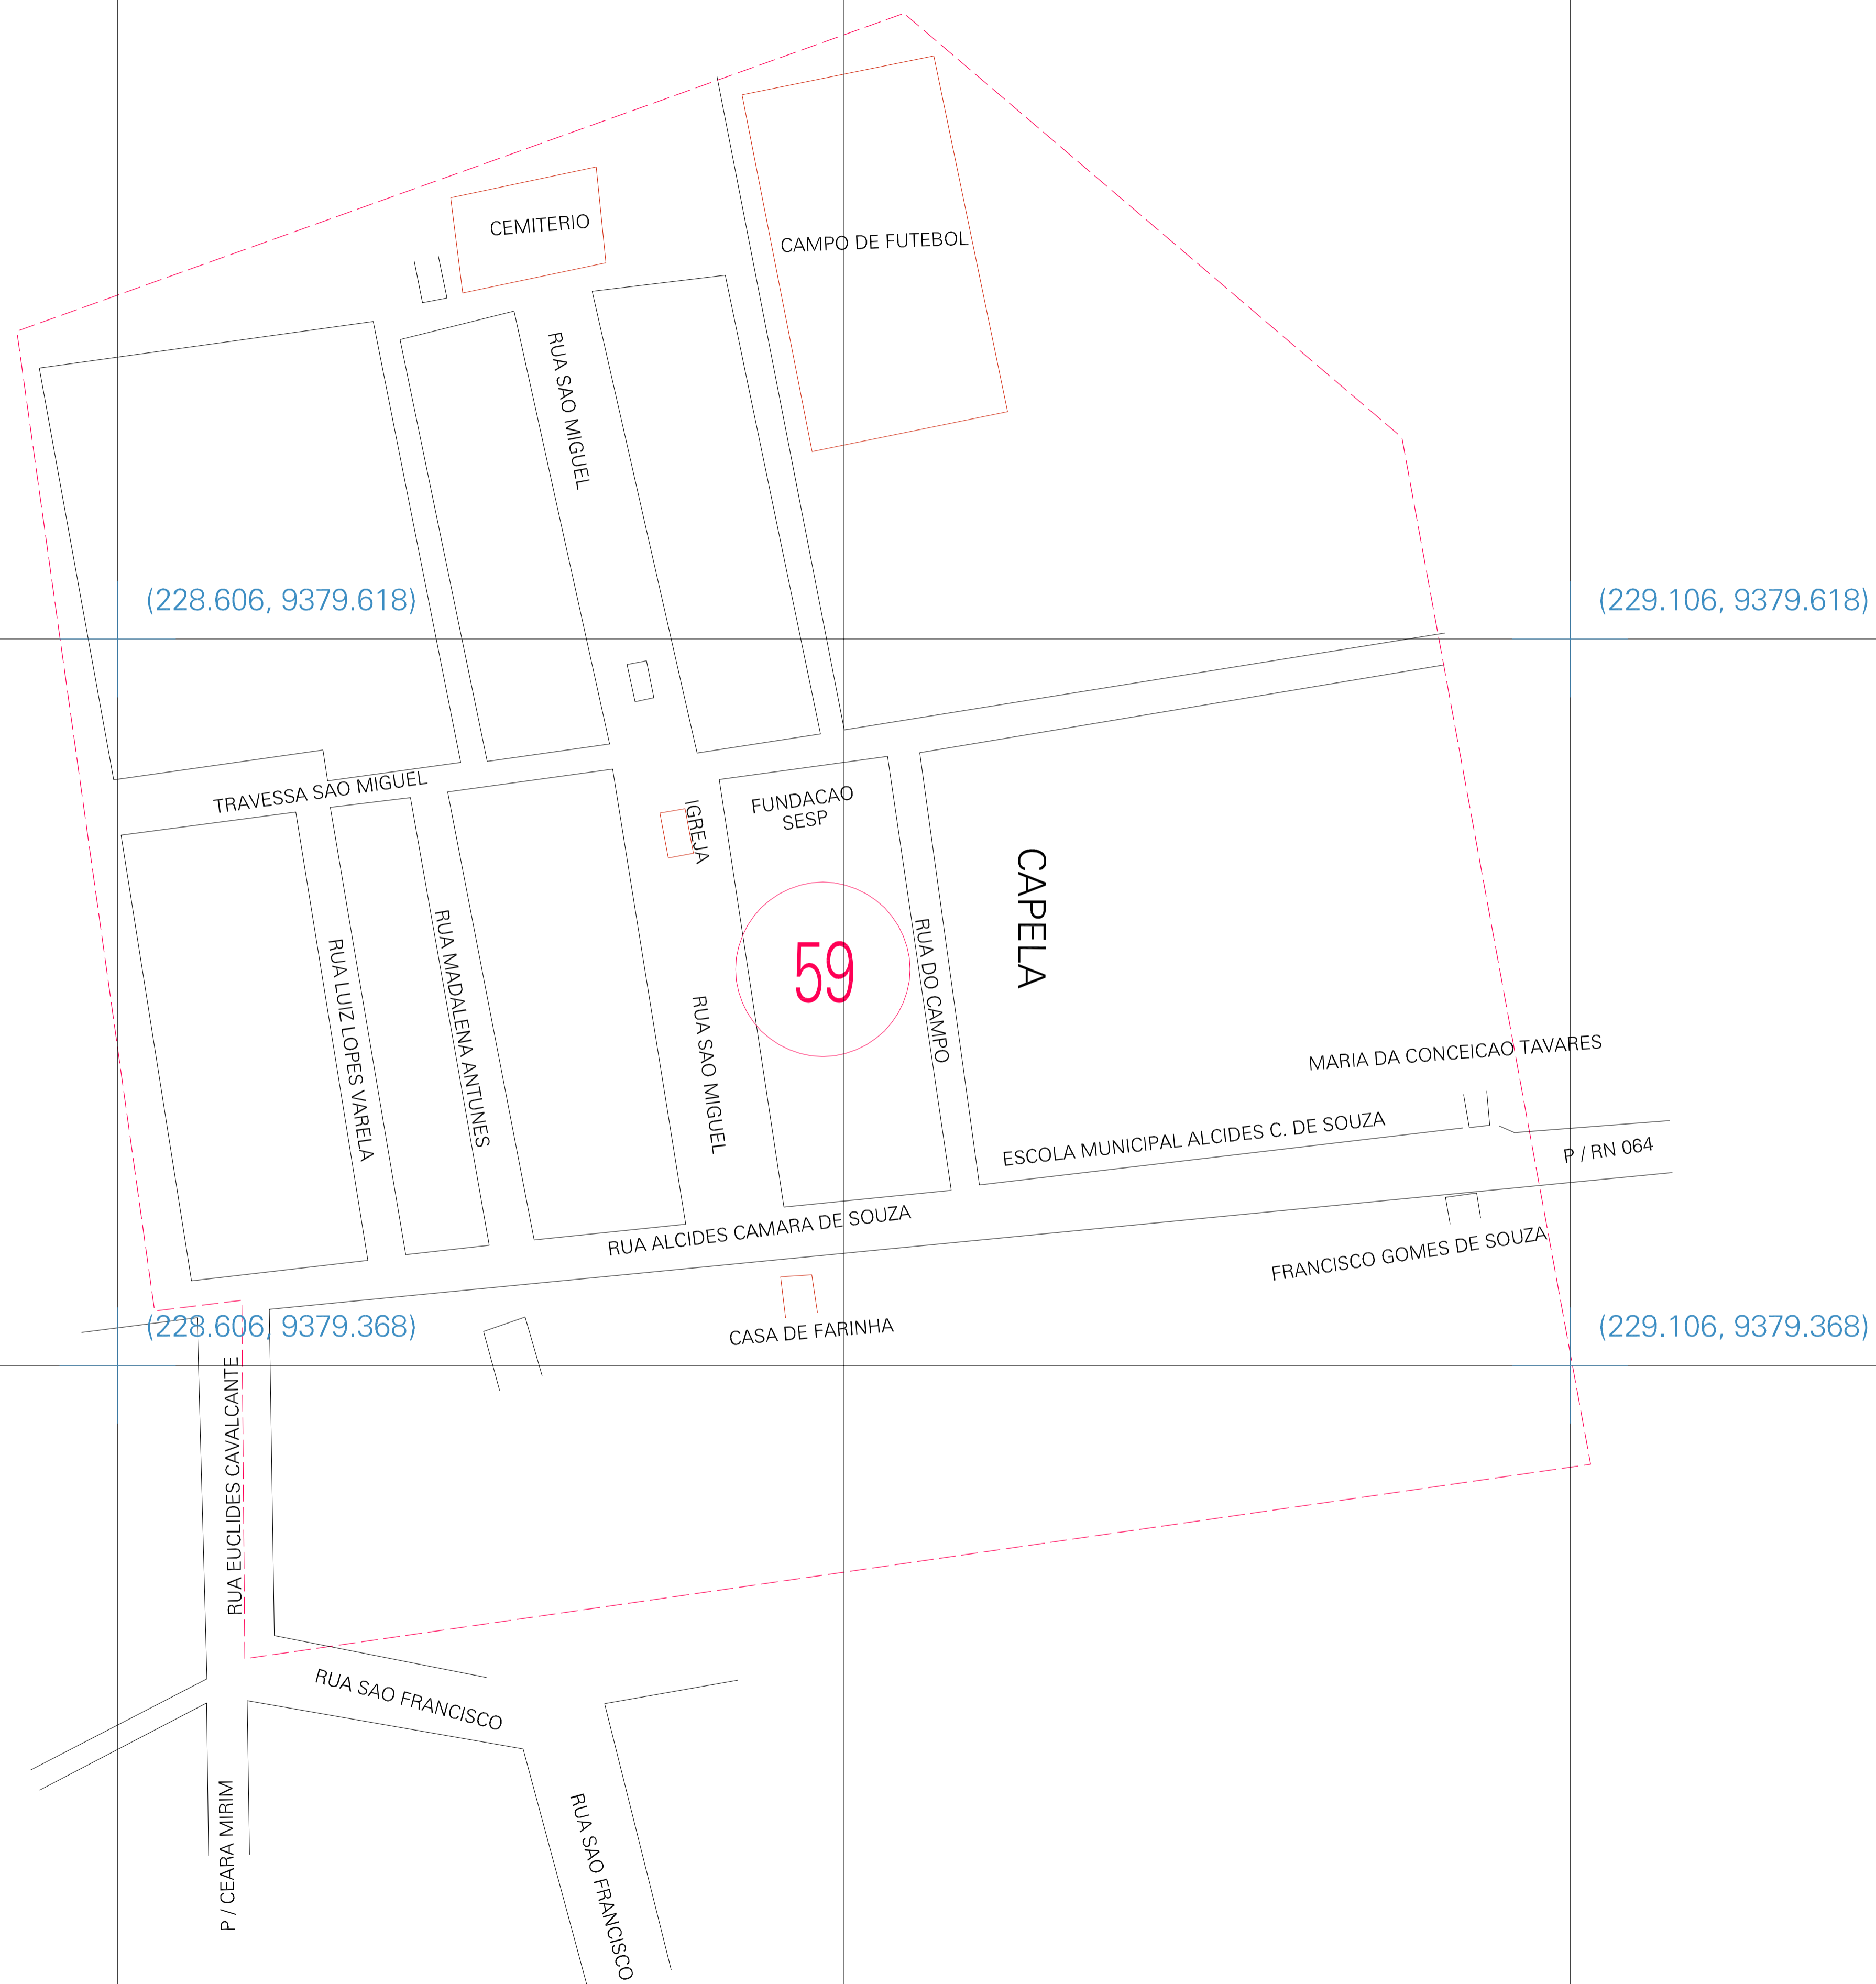 CEMITERIO
CAMPO DE FUTEBOL
RUA SAO MIGUEL
(228.606, 9379.618)
(229.106, 9379.618)
TRAVESSA SAO MIGUEL
IGREJA
FUNDACAO
SESP
CAPELA
59
RUA LUIZ LOPES VARELA
RUA MADALENA ANTUNES
RUA SAO MIGUEL
RUA DO CAMPO
MARIA DA CONCEICAO TAVARES
ESCOLA MUNICIPAL ALCIDES C. DE SOUZA
P / RN 064
RUA ALCIDES CAMARA DE SOUZA
FRANCISCO GOMES DE SOUZA
(228.606, 9379.368)
CASA DE FARINHA
(229.106, 9379.368)
RUA EUCLIDES CAVALCANTE
RUA SAO FRANCISCO
P / CEARA MIRIM
RUA SAO FRANCISCO